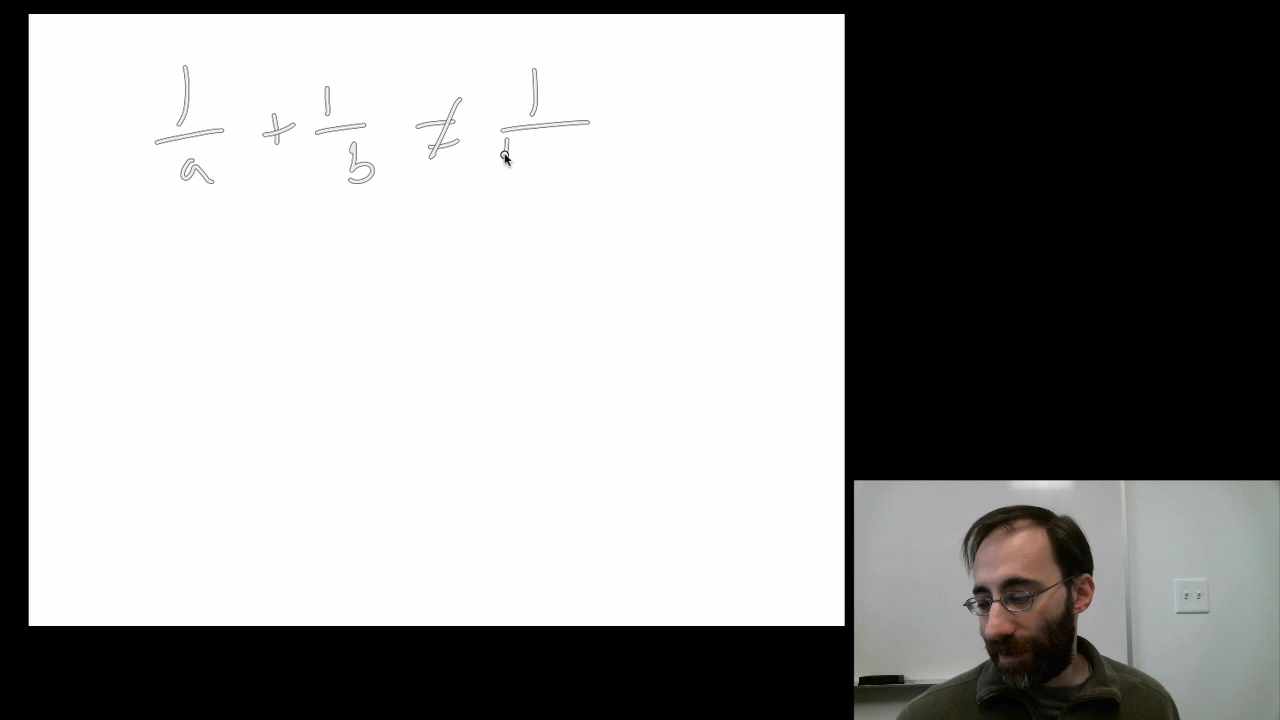 1/a + 1/b ≠ 1/